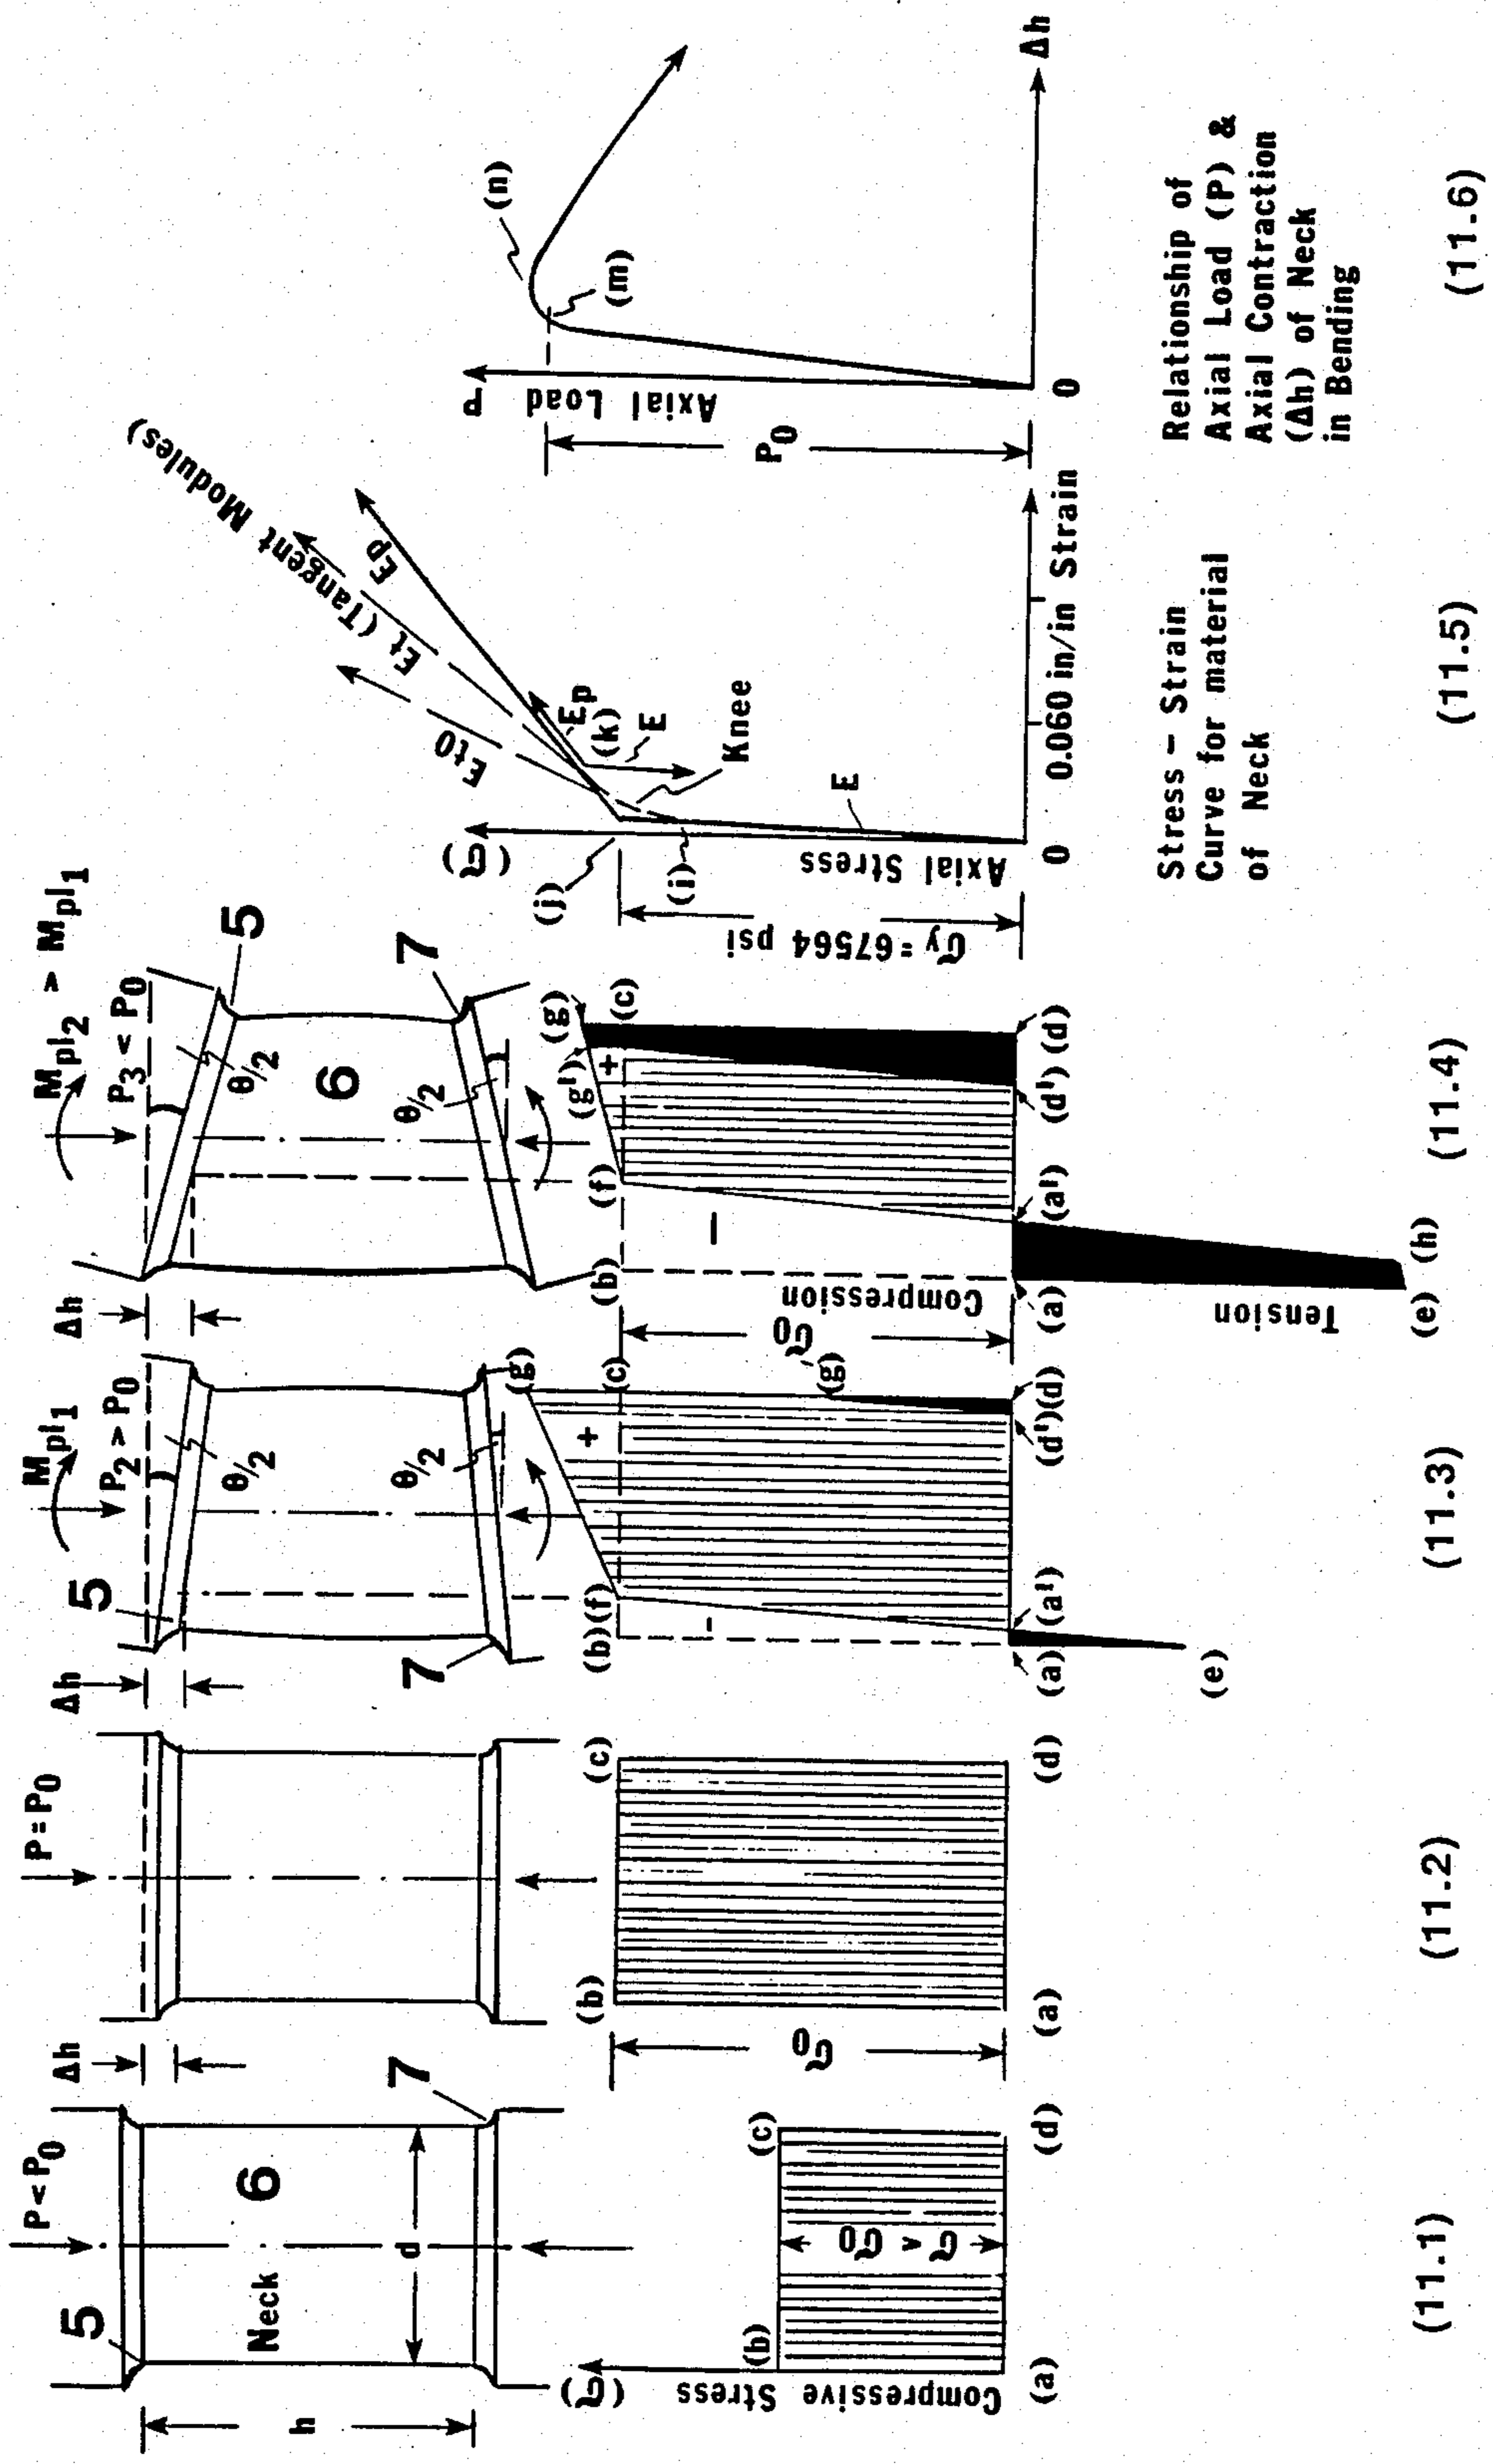 P<P0
5
7
6
Neck
d
h
(σ)
Compressive Stress
(b)
(c)
σ < σ0
(a)
(d)
(11.1)
P=P0
Δh
(b)
(c)
σ0
(a)
(d)
(11.2)
Mpl1
P2 > P0
Δh
5
θ/2
θ/2
7
(b)(f)
(g)
(c)
+
-
(g)
(a)
(a')
(d')(d)
(e)
(11.3)
Mpl2 > Mpl1
P3 < P0
Δh
θ/2
5
6
θ/2
7
(b)
(f)
(g')
(g)
+
(c)
−
σ0
Compression
(a)
(a')
(d')
(d)
Tension
(e)
(h)
(11.4)
(σ)
(j)
(i)
Axial Stress
σy = 67564 psi
Et0
Et (Tangent Modules)
Ep
Ep
(k)
E
Knee
E
0
0.060 in/in Strain
Stress – Strain
Curve for material
of Neck
(11.5)
P
Axial Load
P0
(n)
(m)
0
Δh
Relationship of
Axial Load (P) &
Axial Contraction
(Δh) of Neck
in Bending
(11.6)